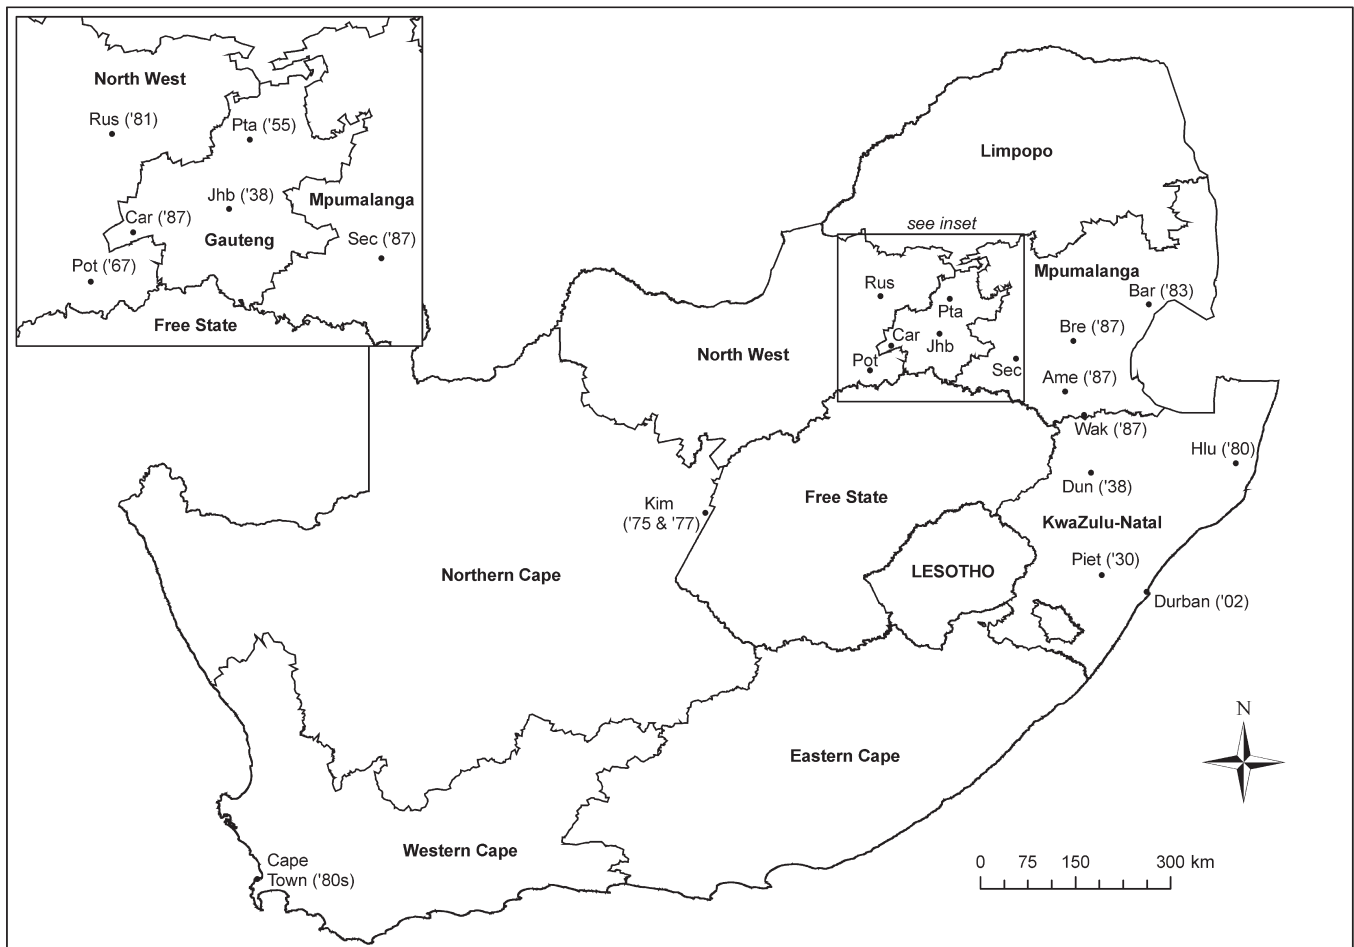 North West
Rus ('81)
Pta ('55)
Jhb ('38)
Mpumalanga
Car ('87)
Gauteng
Sec ('87)
Pot ('67)
Free State
Limpopo
see inset
Mpumalanga
Rus
Bar ('83)
Pta
Bre ('87)
Car
Jhb
North West
Pot
Sec
Ame ('87)
Wak ('87)
Hlu ('80)
Dun ('38)
Kim
('75 & '77)
Free State
KwaZulu-Natal
Piet ('30)
LESOTHO
Northern Cape
Durban ('02)
N
Eastern Cape
Western Cape
Cape
Town ('80s)
0 75 150 300 km